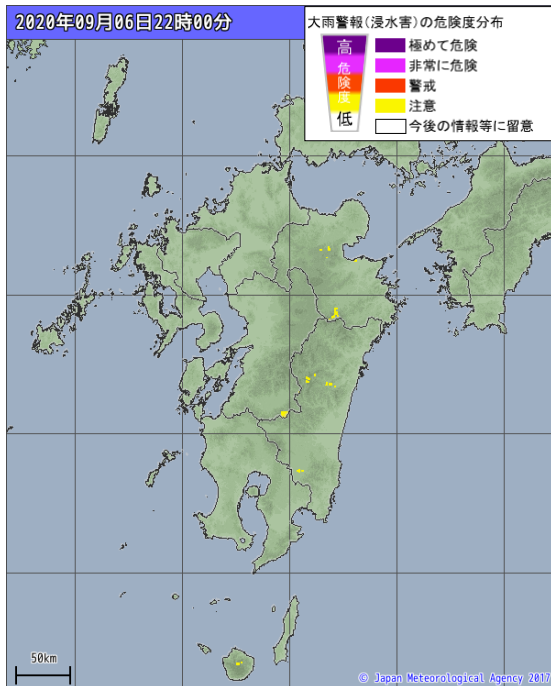 2020年09月06日22時00分
大雨警報(浸水害)の危険度分布
高
危
険
度
低
極めて危険
非常に危険
警戒
注意
今後の情報等に留意
50km
© Japan Meteorological Agency 2017